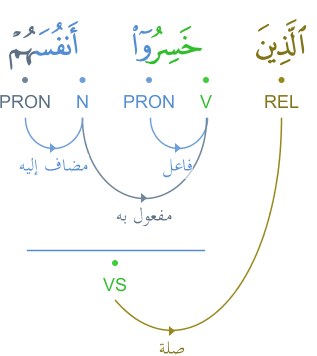 ٱلَّذِينَ خَسِرُوٓا۟ أَنفُسَهُمْ
PRON N PRON V REL
مضاف إليه فاعل
مفعول به
VS
صلة